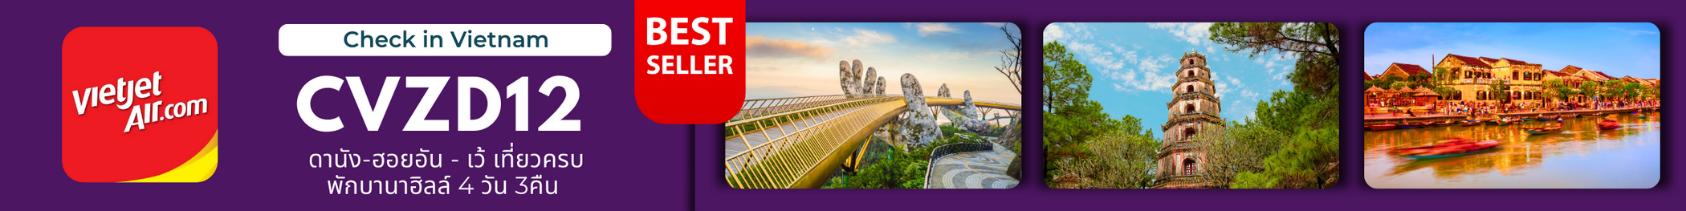 vietjet
Air.com
Check in Vietnam
CVZD12
ดานัง-ฮอยอัน - เว้ เที่ยวครบ
พักบานาฮิลล์ 4 วัน 3คืน
BEST
SELLER